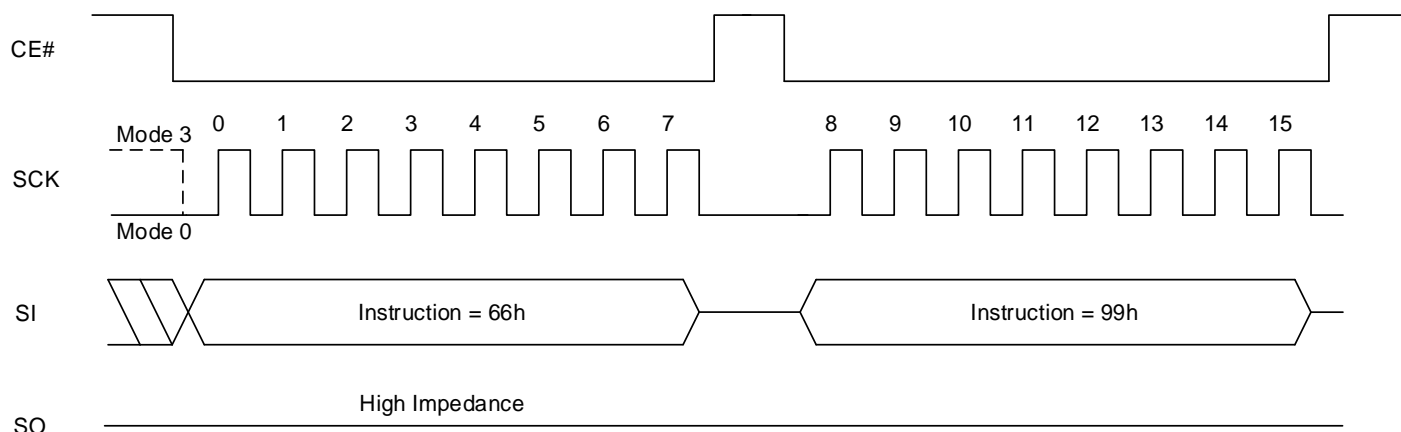 CE#
Mode 3 0 1 2 3 4 5 6 7 8 9 10 11 12 13 14 15
SCK
Mode 0
SI Instruction = 66h Instruction = 99h
High Impedance
SO